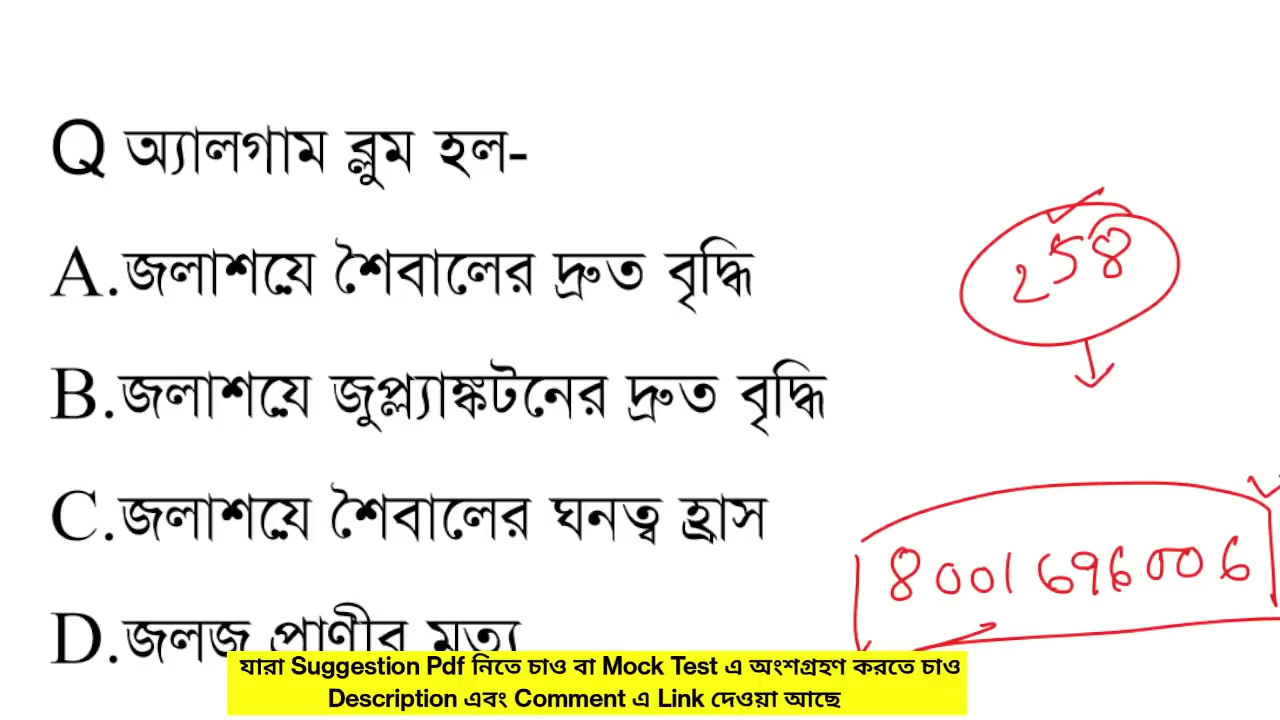 Q অ্যালগাম ব্লুম হল-
A.জলাশযে শৈবালের দ্রুত বৃদ্ধি
B.জলাশযে জুপ্ল্যাঙ্কটনের দ্রুত বৃদ্ধি
C.জলাশযে শৈবালের ঘনত্ব হ্রাস
D.জলজ প্রাণীর মৃত্যু
258
8001696006
যারা Suggestion Pdf নিতে চাও বা Mock Test এ অংশগ্রহণ করতে চাও
Description এবং Comment এ Link দেওয়া আছে